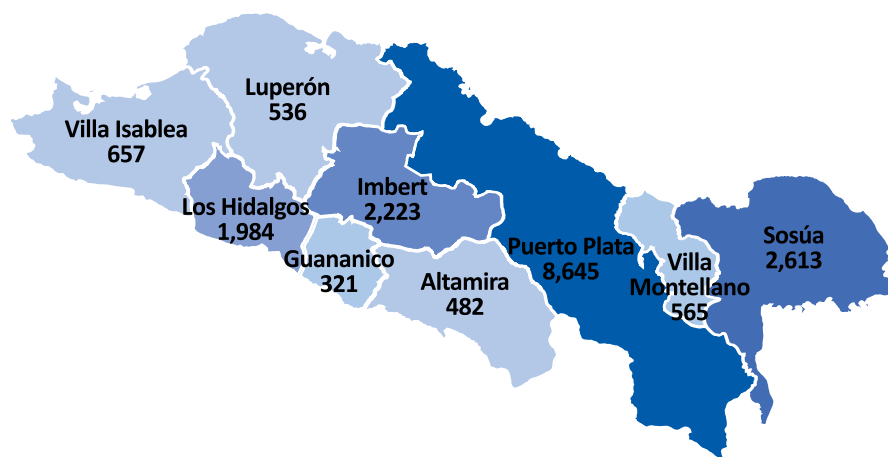 Luperón
536
Villa Isablea
657
Imbert
2,223
Los Hidalgos
1,984
Guananico
321
Altamira
482
Puerto Plata
8,645
Villa
Montellano
565
Sosúa
2,613